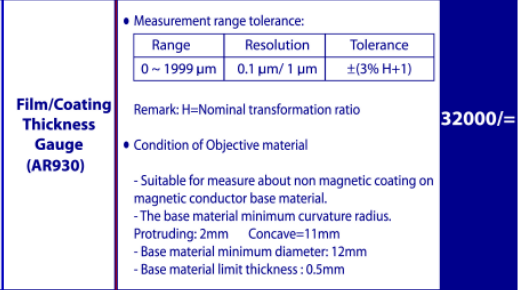 Film/Coating
Thickness
Gauge
(AR930)
• Measurement range tolerance:
Range Resolution Tolerance
0 ~ 1999 µm 0.1 µm/ 1 µm ±(3% H+1)
Remark: H=Nominal transformation ratio
• Condition of Objective material
- Suitable for measure about non magnetic coating on
magnetic conductor base material.
- The base material minimum curvature radius.
Protruding: 2mm Concave=11mm
- Base material minimum diameter: 12mm
- Base material limit thickness : 0.5mm
32000/=